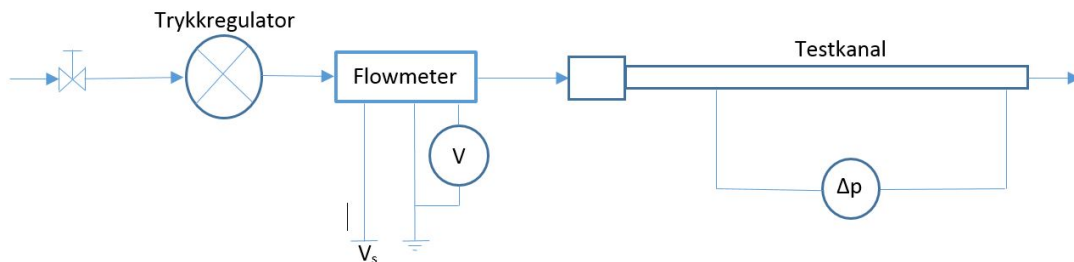 Trykkregulator
Flowmeter
Testkanal
V
Δp
Vₛ